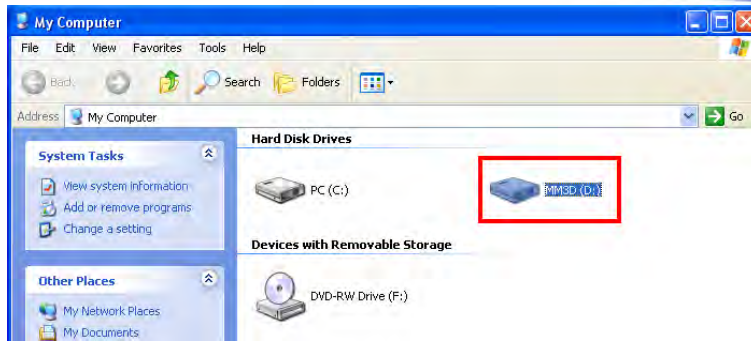 My Computer
File Edit View Favorites Tools Help
Back Search Folders
Address My Computer Go
System Tasks
View system information
Add or remove programs
Change a setting
Other Places
My Network Places
My Documents
Hard Disk Drives
PC (C:)
MM3D (D:)
Devices with Removable Storage
DVD-RW Drive (F:)